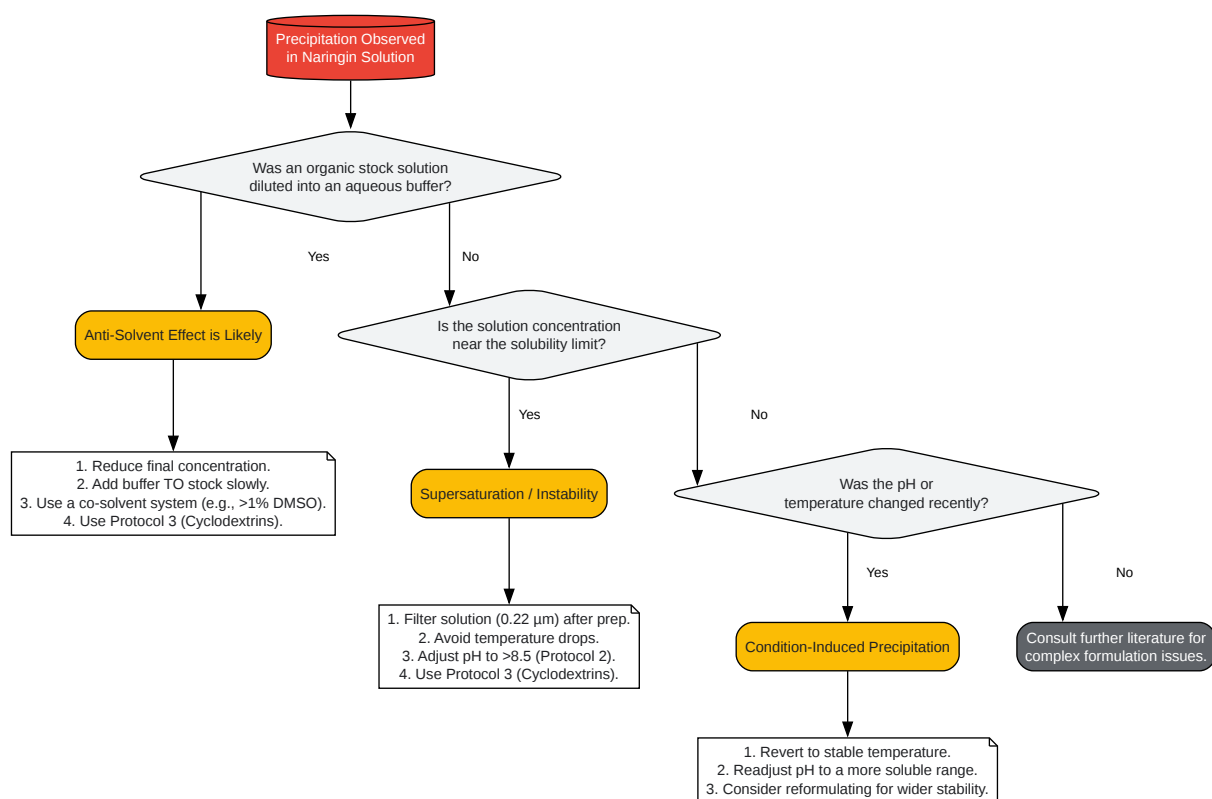 Precipitation Observed
in Naringin Solution
Was an organic stock solution
diluted into an aqueous buffer?
Yes
No
Anti-Solvent Effect is Likely
Is the solution concentration
near the solubility limit?
Yes
No
1. Reduce final concentration.
2. Add buffer TO stock slowly.
3. Use a co-solvent system (e.g., >1% DMSO).
4. Use Protocol 3 (Cyclodextrins).
Supersaturation / Instability
Was the pH or
temperature changed recently?
Yes
No
1. Filter solution (0.22 µm) after prep.
2. Avoid temperature drops.
3. Adjust pH to >8.5 (Protocol 2).
4. Use Protocol 3 (Cyclodextrins).
Condition-Induced Precipitation
Consult further literature for
complex formulation issues.
1. Revert to stable temperature.
2. Readjust pH to a more soluble range.
3. Consider reformulating for wider stability.